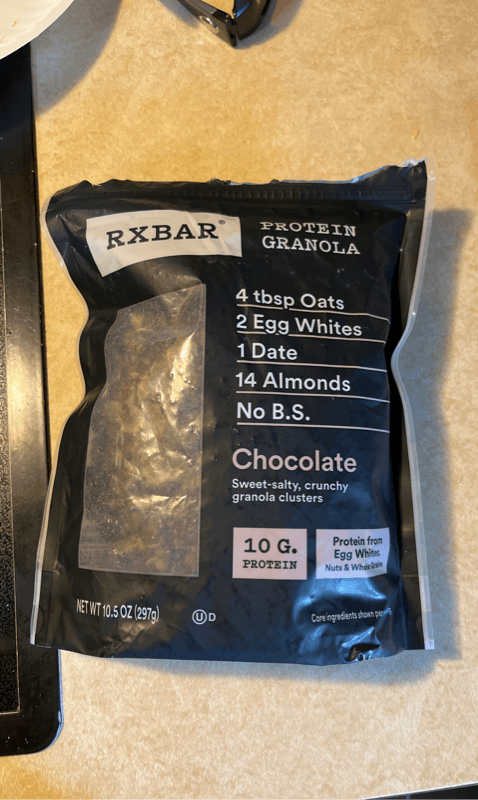 RXBAR®
PROTEIN
GRANOLA
4 tbsp Oats
2 Egg Whites
1 Date
14 Almonds
No B.S.
Chocolate
Sweet-salty, crunchy
granola clusters
10 G.
PROTEIN
Protein from
Egg Whites,
Nuts & Whole Grains
NET WT 10.5 OZ (297g)
U D
Core ingredients shown per